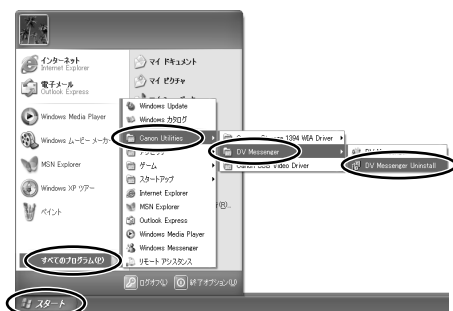 インターネット
Internet Explorer
電子メール
Outlook Express
Windows Media Player
Windows ムービー メーカー
MSN Explorer
Windows XP ツアー
ペイント
すべてのプログラム(P)
マイ ドキュメント
マイ ピクチャ
Windows Update
Windows カタログ
Canon Utilities
ゲーム
スタートアップ
Internet Explorer
MSN Explorer
Outlook Express
Windows Media Player
Windows Messenger
リモート アシスタンス
1394 WIA Driver
DV Messenger
Video Driver
DV Messenger Uninstall
ログオフ(L)
終了オプション(U)
スタート